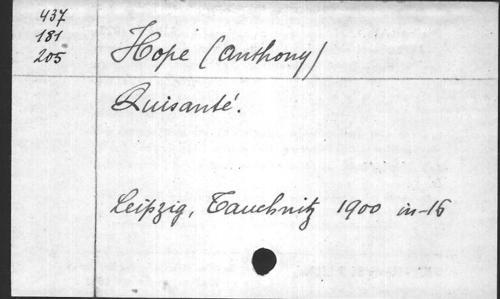 437
181
205
Hope (Anthony)
Quisanté.
Leipzig, Tauchnitz 1900 in-16